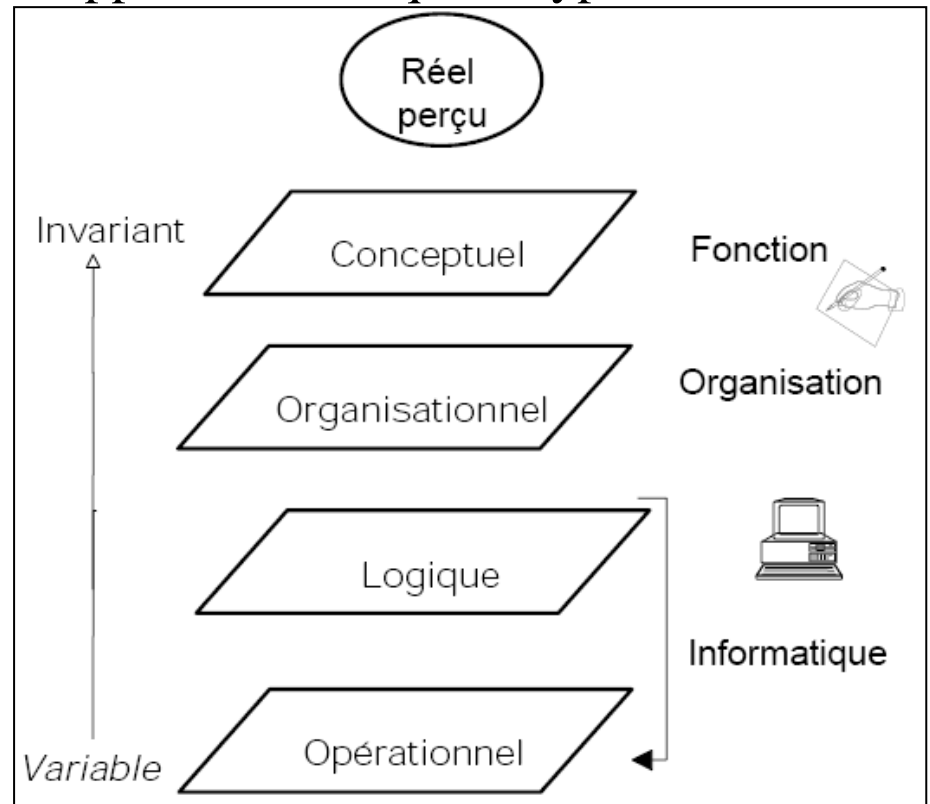 Réel
perçu
Invariant
Conceptuel
Fonction
Organisationnel
Organisation
Logique
Informatique
Opérationnel
Variable